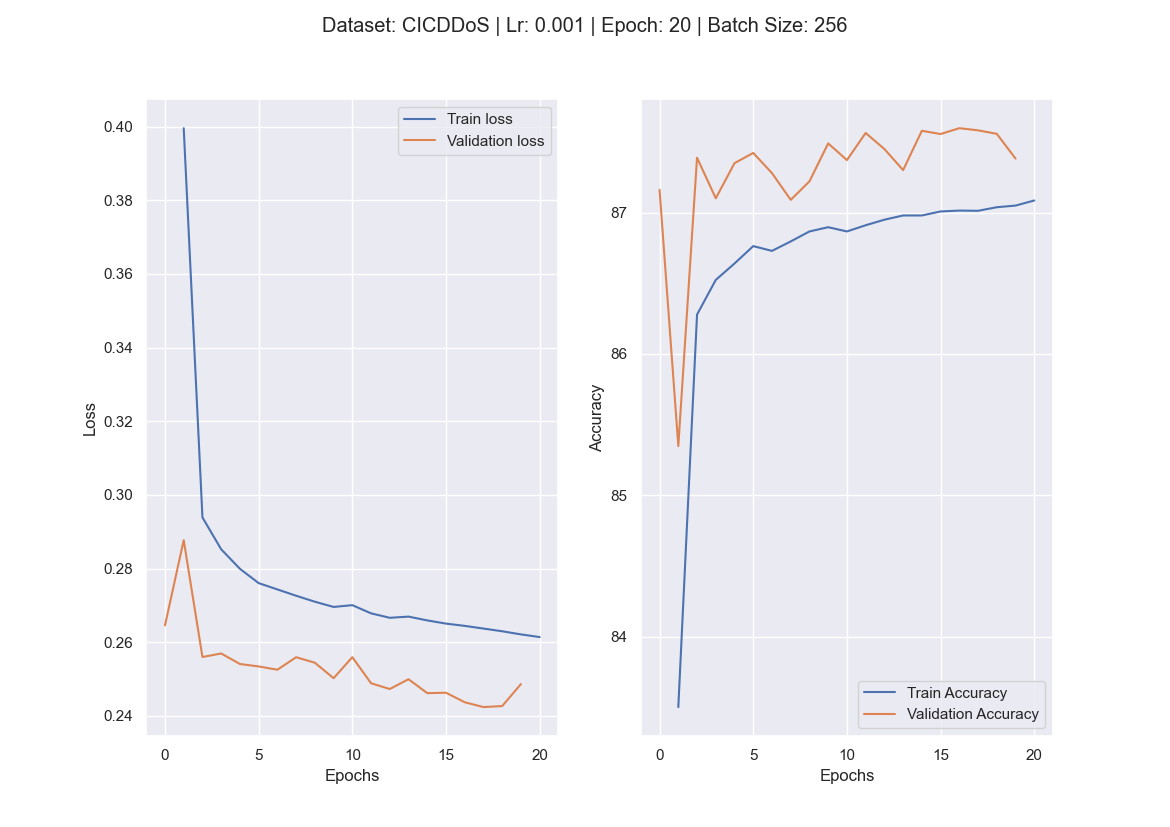 Dataset: CICDDoS | Lr: 0.001 | Epoch: 20 | Batch Size: 256
Train loss
Validation loss
0.40
0.38
0.36
0.34
0.32
0.30
0.28
0.26
0.24
Loss
0 5 10 15 20
Epochs
87
86
85
84
Accuracy
Train Accuracy
Validation Accuracy
0 5 10 15 20
Epochs